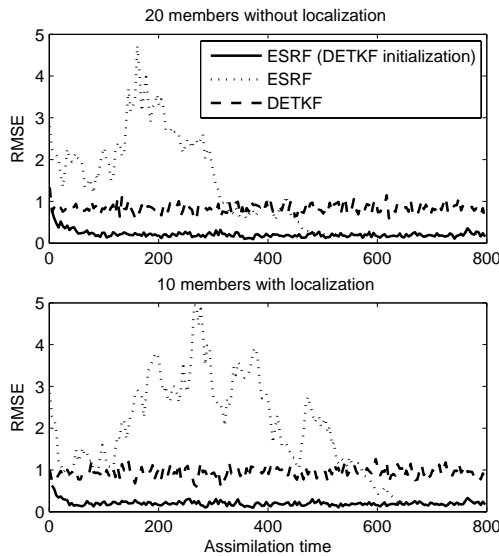 20 members without localization
5
4
3
2
1
0
RMSE
ESRF (DETKF initialization)
ESRF
DETKF
0
200
400
600
800
10 members with localization
5
4
3
2
1
0
RMSE
0
200
400
600
800
Assimilation time